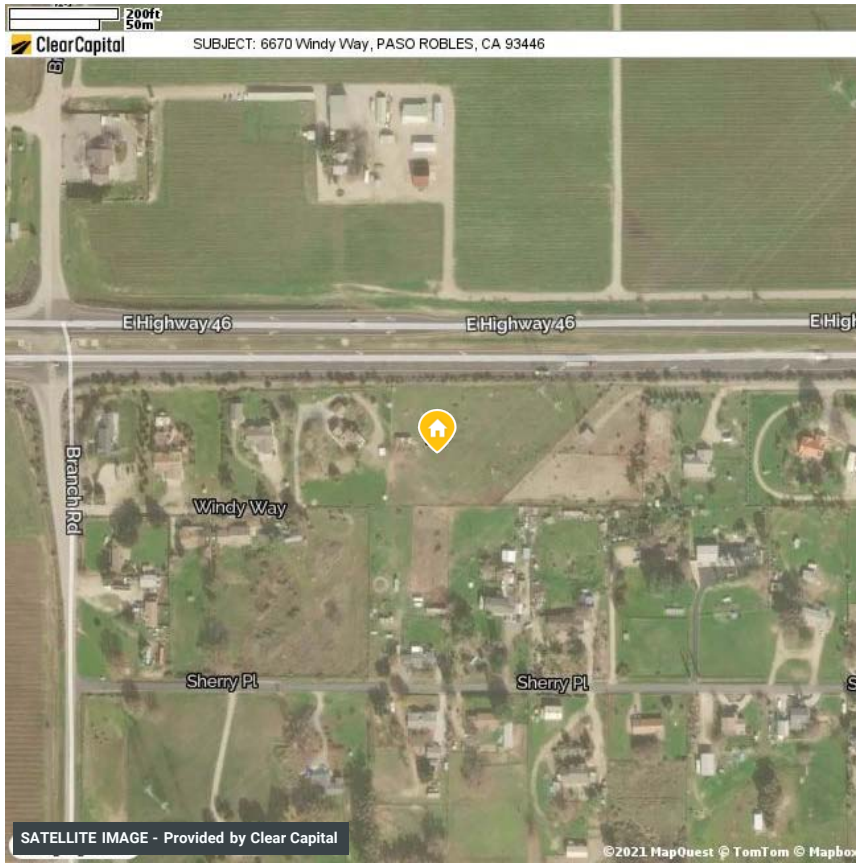 200ft
50m
ClearCapital
SUBJECT: 6670 Windy Way, PASO ROBLES, CA 93446
E Highway 46
E Highway 46
E High
Branch Rd
Windy Way
Sherry Pl
Sherry Pl
S
SATELLITE IMAGE - Provided by Clear Capital
©2021 MapQuest © TomTom © Mapbox